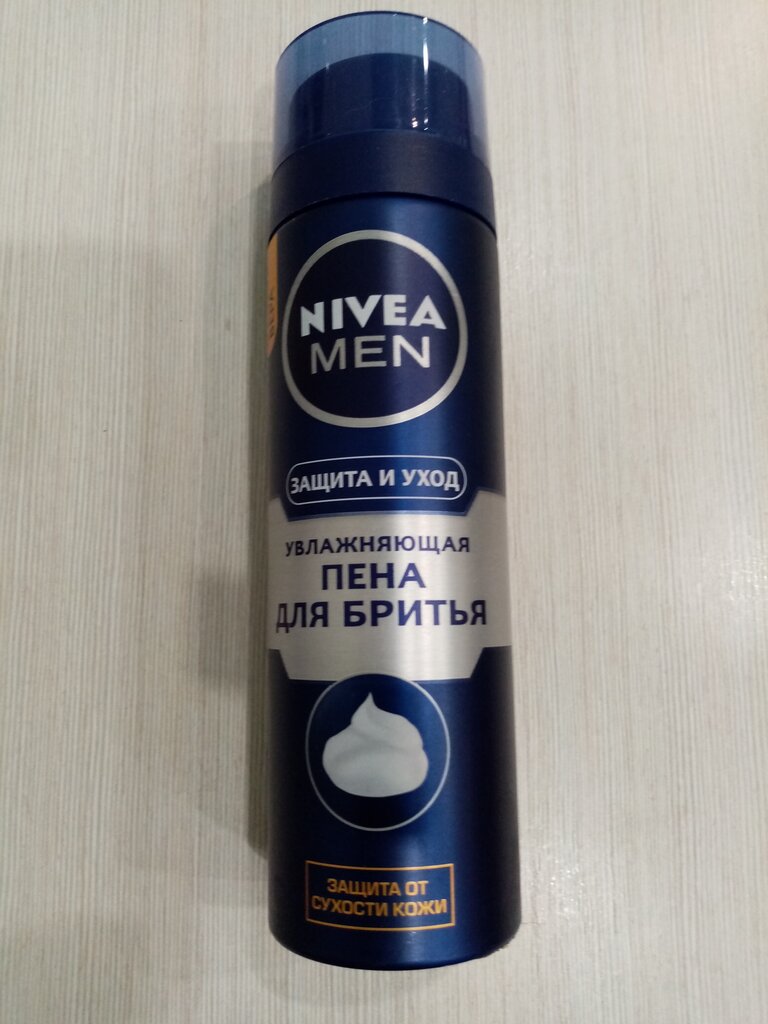 NIVEA
MEN
ЗАЩИТА И УХОД
УВЛАЖНЯЮЩАЯ
ПЕНА
ДЛЯ БРИТЬЯ
ЗАЩИТА ОТ
СУХОСТИ КОЖИ